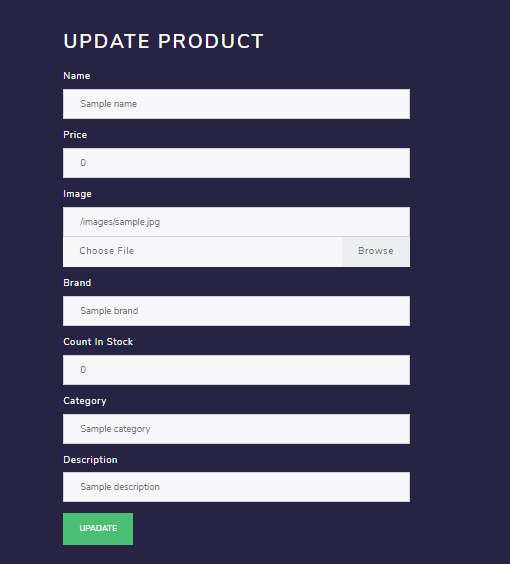 UPDATE PRODUCT
Name
Sample name
Price
0
Image
/images/sample.jpg
Choose File Browse
Brand
Sample brand
Count In Stock
0
Category
Sample category
Description
Sample description
UPADATE